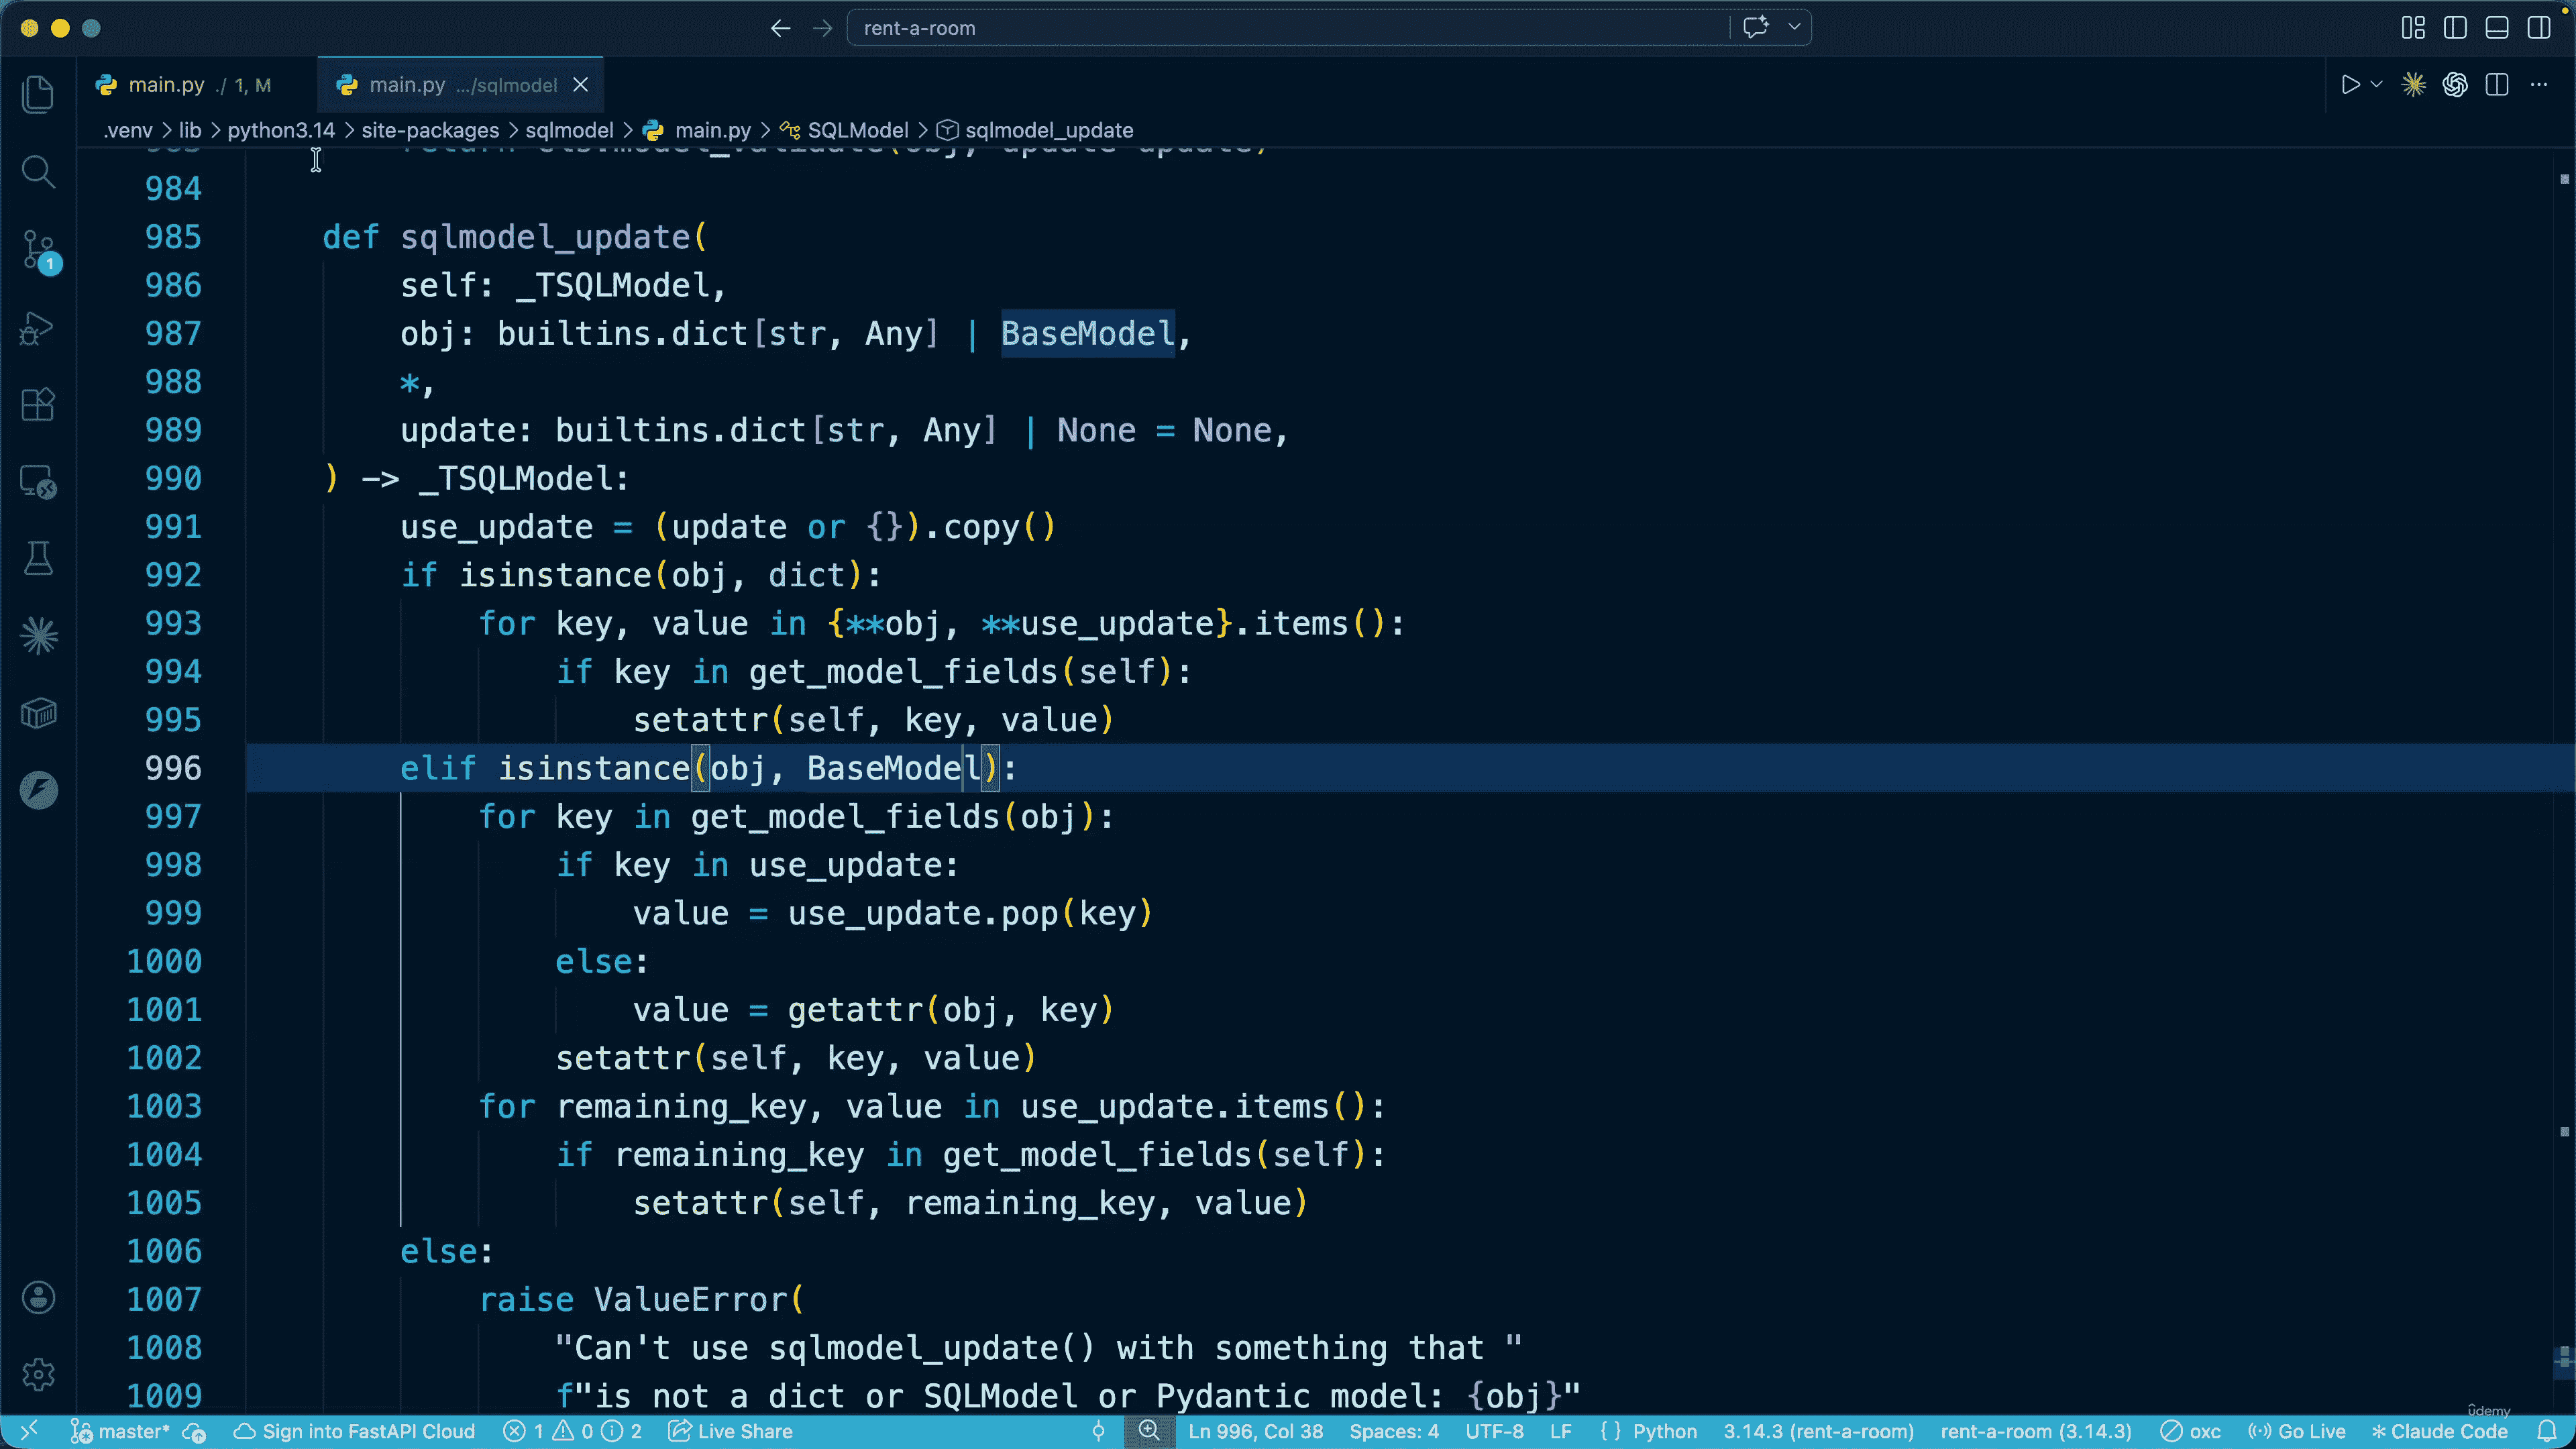 rent-a-room
main.py ./ 1, M
main.py .../sqlmodel
.venv > lib > python3.14 > site-packages > sqlmodel > main.py > SQLModel > sqlmodel_update
984
985 def sqlmodel_update(
986 self: _TSQLModel,
987 obj: builtins.dict[str, Any] | BaseModel,
988 *,
989 update: builtins.dict[str, Any] | None = None,
990 ) -> _TSQLModel:
991 use_update = (update or {}).copy()
992 if isinstance(obj, dict):
993 for key, value in {**obj, **use_update}.items():
994 if key in get_model_fields(self):
995 setattr(self, key, value)
996 elif isinstance(obj, BaseModel):
997 for key in get_model_fields(obj):
998 if key in use_update:
999 value = use_update.pop(key)
1000 else:
1001 value = getattr(obj, key)
1002 setattr(self, key, value)
1003 for remaining_key, value in use_update.items():
1004 if remaining_key in get_model_fields(self):
1005 setattr(self, remaining_key, value)
1006 else:
1007 raise ValueError(
1008 "Can't use sqlmodel_update() with something that "
1009 f"is not a dict or SQLModel or Pydantic model: {obj}"
1
ûdemy
master* Sign into FastAPI Cloud 1 0 2 Live Share Ln 996, Col 38 Spaces: 4 UTF-8 LF { } Python 3.14.3 (rent-a-room) rent-a-room (3.14.3) oxc Go Live Claude Code